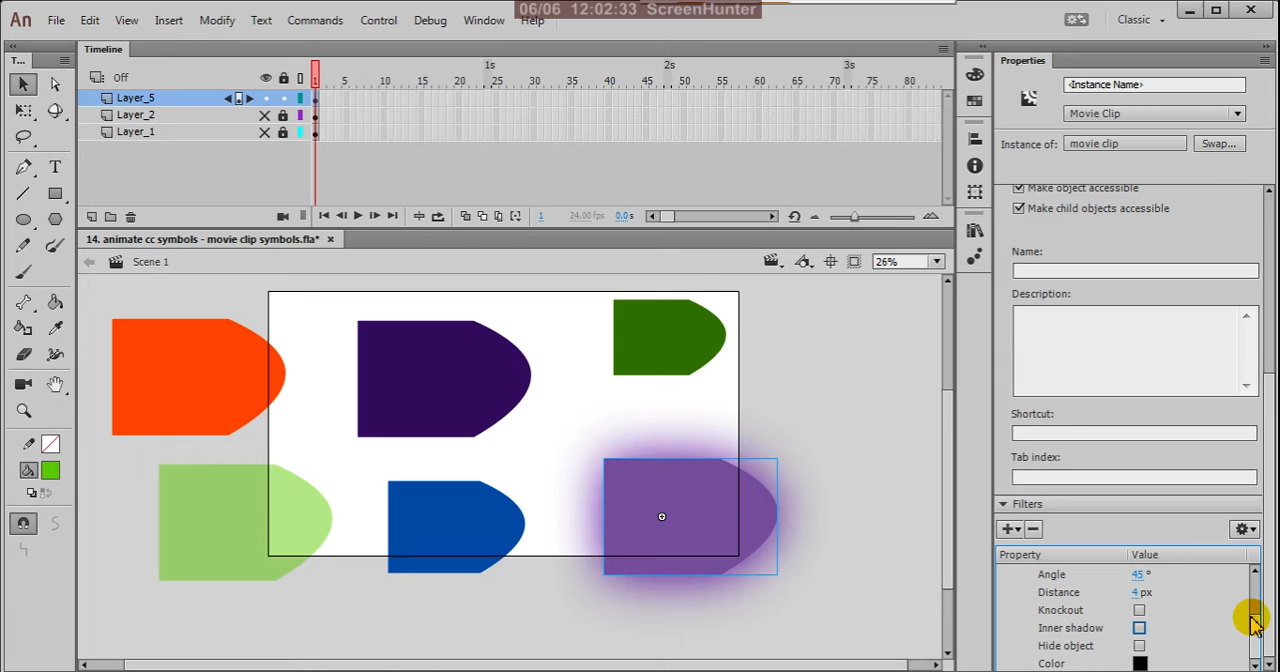 06/06 12:02:33 ScreenHunter
An File Edit View Insert Modify Text Commands Control Debug Window Help Classic
T... Timeline Properties
Off 1s 2s 3s
1 5 10 15 20 25 30 35 40 45 50 55 60 65 70 75 80
Layer_5
Layer_2
Layer_1
1 24.00 fps 0.0 s
14. animate cc symbols - movie clip symbols.fla*
Scene 1 26%
<Instance Name>
Movie Clip
Instance of: movie clip Swap...
Make object accessible
Make child objects accessible
Name:
Description:
Shortcut:
Tab index:
Filters
Property Value
Angle 45 °
Distance 4 px
Knockout
Inner shadow
Hide object
Color